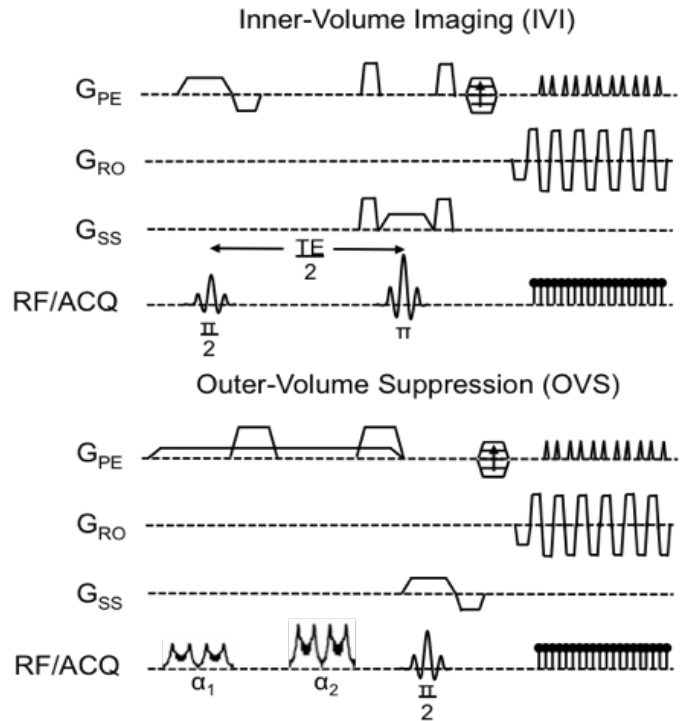 Inner-Volume Imaging (IVI)
GPE
GRO
GSS
TE
2
RF/ACQ
π
2
π
Outer-Volume Suppression (OVS)
GPE
GRO
GSS
RF/ACQ
α1
α2
π
2